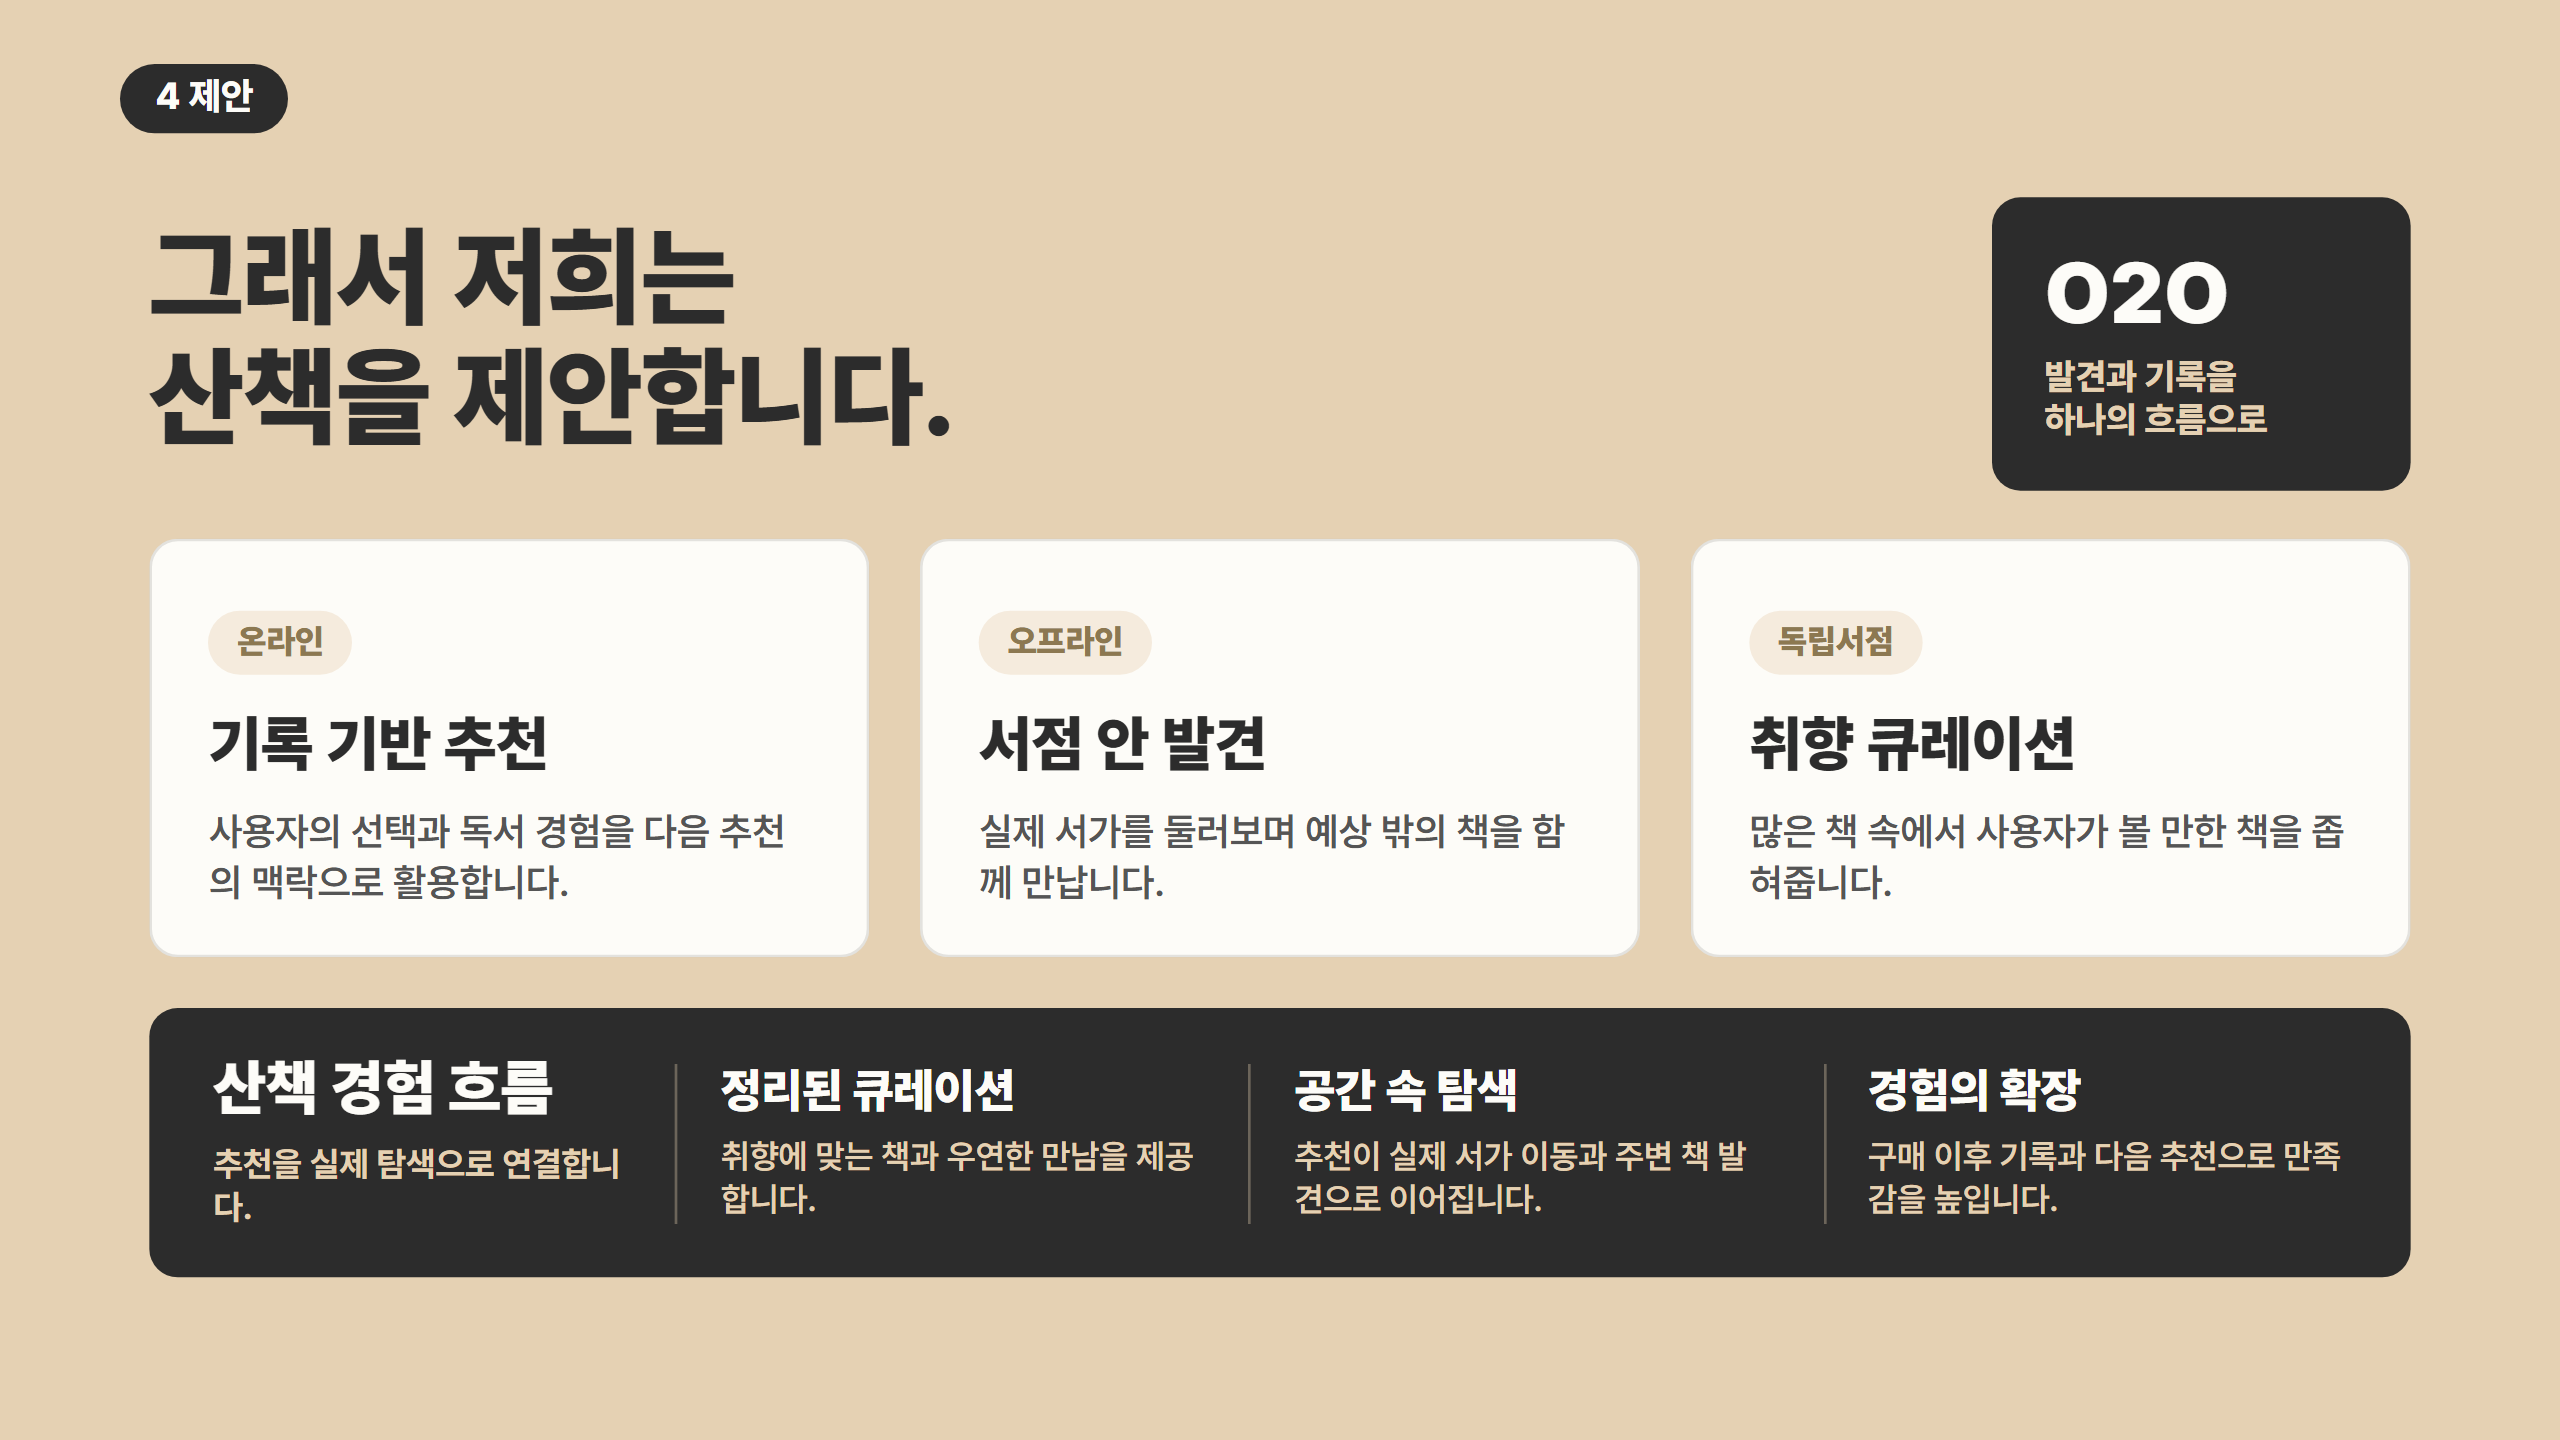 4 제안
그래서 저희는
산책을 제안합니다.
O2O
발견과 기록을
하나의 흐름으로
온라인
기록 기반 추천
사용자의 선택과 독서 경험을 다음 추천
의 맥락으로 활용합니다.
오프라인
서점 안 발견
실제 서가를 둘러보며 예상 밖의 책을 함
께 만납니다.
독립서점
취향 큐레이션
많은 책 속에서 사용자가 볼 만한 책을 좁
혀줍니다.
산책 경험 흐름
추천을 실제 탐색으로 연결합니
다.
정리된 큐레이션
취향에 맞는 책과 우연한 만남을 제공
합니다.
공간 속 탐색
추천이 실제 서가 이동과 주변 책 발
견으로 이어집니다.
경험의 확장
구매 이후 기록과 다음 추천으로 만족
감을 높입니다.